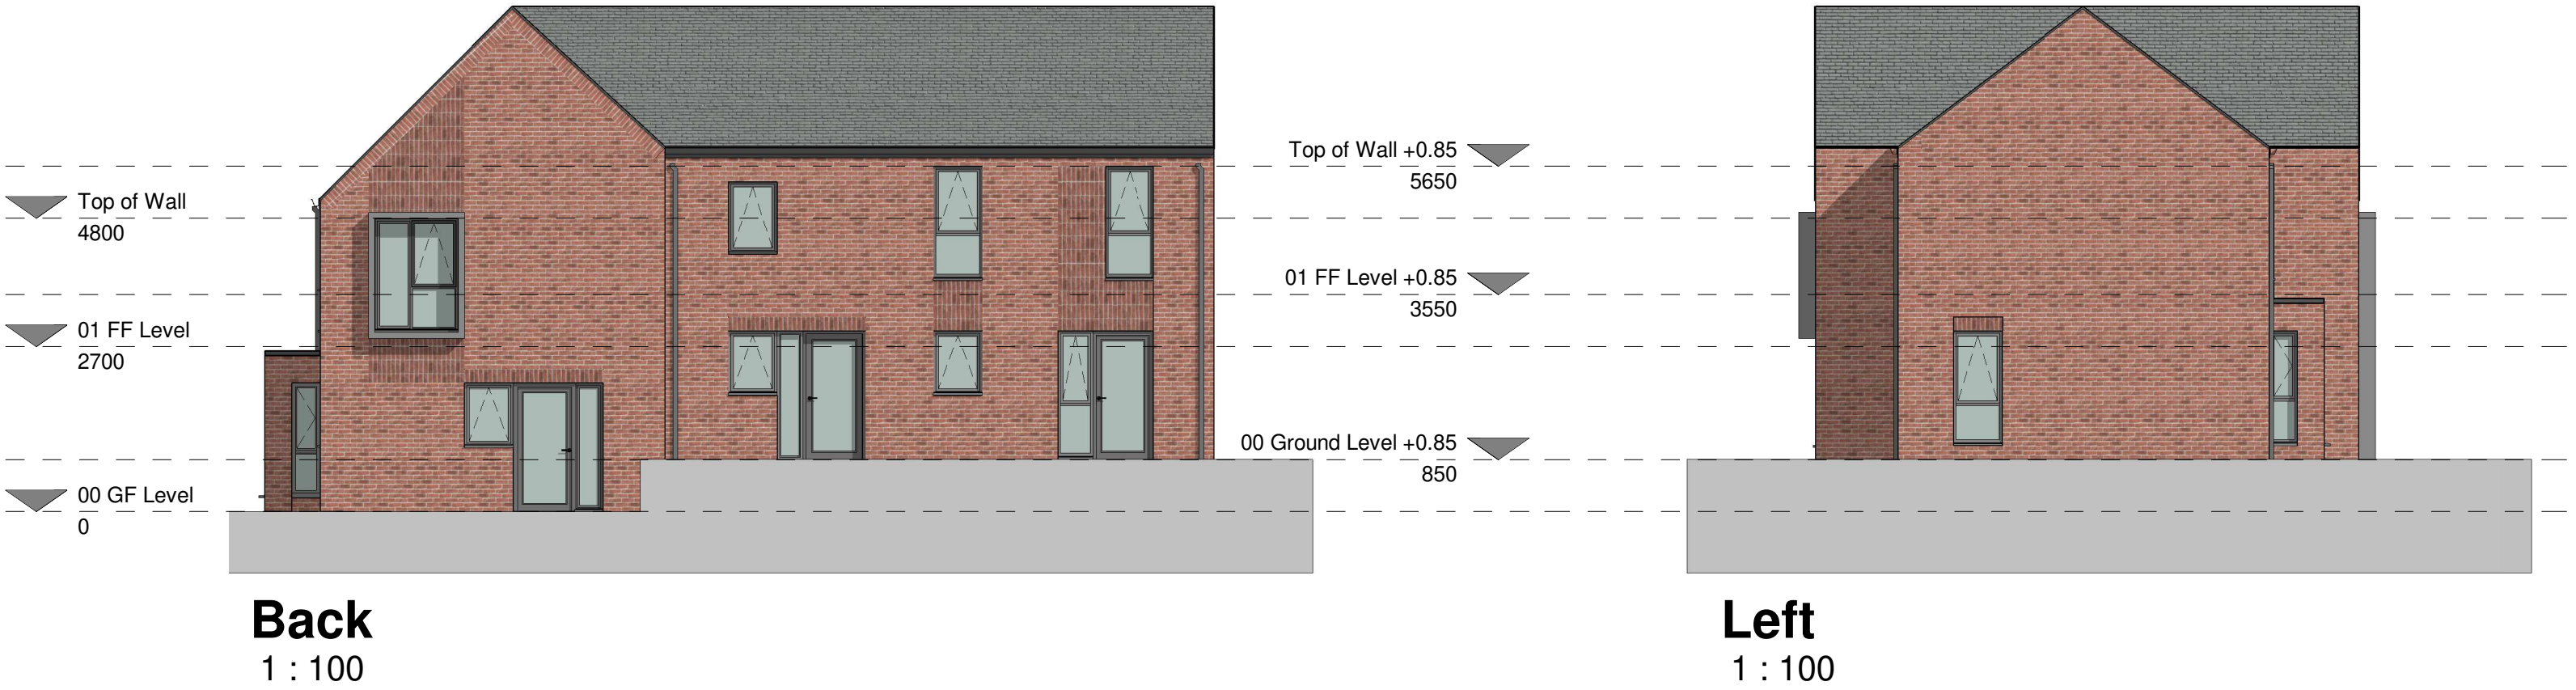 Top of Wall
4800
01 FF Level
2700
00 GF Level
0
Top of Wall +0.85
5650
01 FF Level +0.85
3550
00 Ground Level +0.85
850
Back
1 : 100
Left
1 : 100